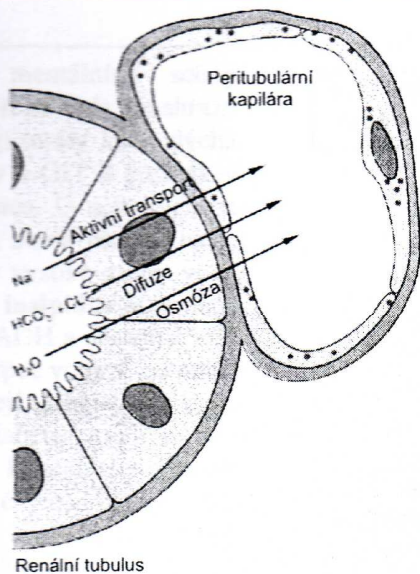 Peritubulární
kapilára
Aktivní transport
Na⁺
Difuze
HCO₃⁻ + CL⁻
Osmóza
H₂O
Renální tubulus